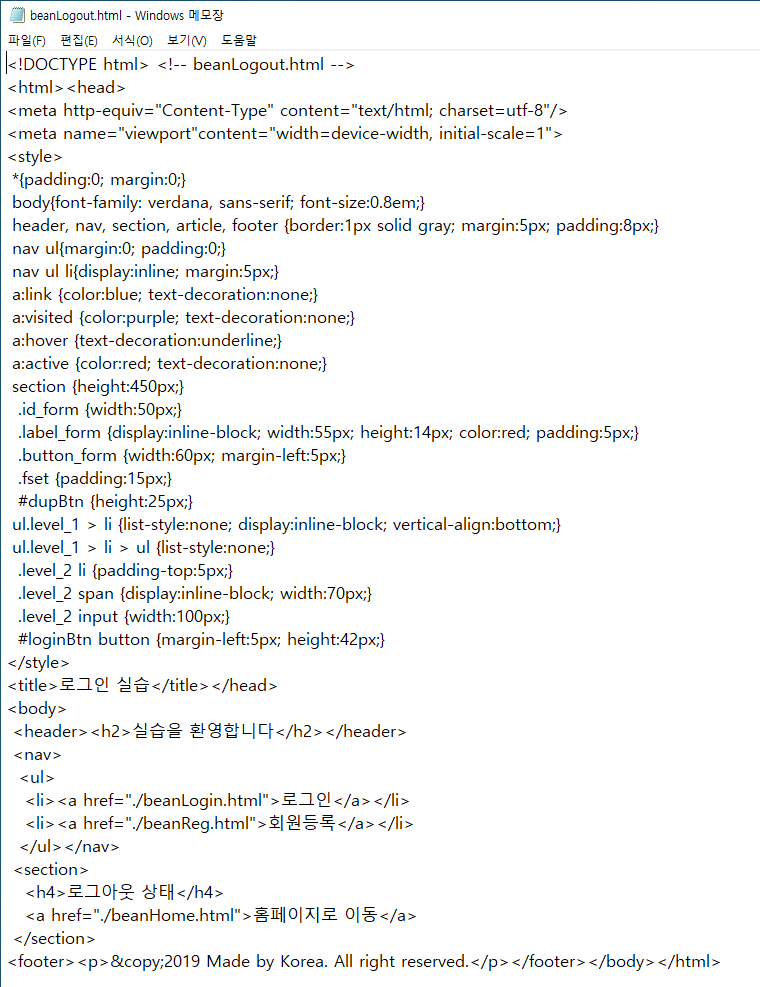 beanLogout.html - Windows 메모장
파일(F) 편집(E) 서식(O) 보기(V) 도움말
<!DOCTYPE html> <!-- beanLogout.html -->
<html><head>
<meta http-equiv="Content-Type" content="text/html; charset=utf-8"/>
<meta name="viewport"content="width=device-width, initial-scale=1">
<style>
*{padding:0; margin:0;}
body{font-family: verdana, sans-serif; font-size:0.8em;}
header, nav, section, article, footer {border:1px solid gray; margin:5px; padding:8px;}
nav ul{margin:0; padding:0;}
nav ul li{display:inline; margin:5px;}
a:link {color:blue; text-decoration:none;}
a:visited {color:purple; text-decoration:none;}
a:hover {text-decoration:underline;}
a:active {color:red; text-decoration:none;}
section {height:450px;}
.id_form {width:50px;}
.label_form {display:inline-block; width:55px; height:14px; color:red; padding:5px;}
.button_form {width:60px; margin-left:5px;}
.fset {padding:15px;}
#dupBtn {height:25px;}
ul.level_1 > li {list-style:none; display:inline-block; vertical-align:bottom;}
ul.level_1 > li > ul {list-style:none;}
.level_2 li {padding-top:5px;}
.level_2 span {display:inline-block; width:70px;}
.level_2 input {width:100px;}
#loginBtn button {margin-left:5px; height:42px;}
</style>
<title>로그인 실습</title></head>
<body>
<header><h2>실습을 환영합니다</h2></header>
<nav>
<ul>
<li><a href="./beanLogin.html">로그인</a></li>
<li><a href="./beanReg.html">회원등록</a></li>
</ul></nav>
<section>
<h4>로그아웃 상태</h4>
<a href="./beanHome.html">홈페이지로 이동</a>
</section>
<footer><p>&copy;2019 Made by Korea. All right reserved.</p></footer></body></html>